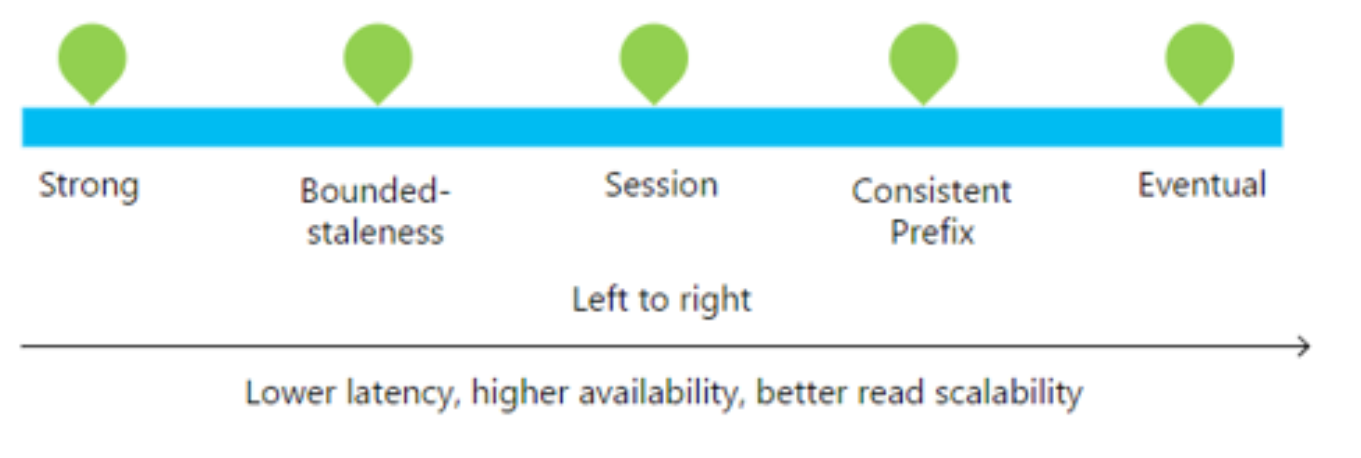 Strong
Bounded-
staleness
Session
Consistent
Prefix
Eventual
Left to right
Lower latency, higher availability, better read scalability